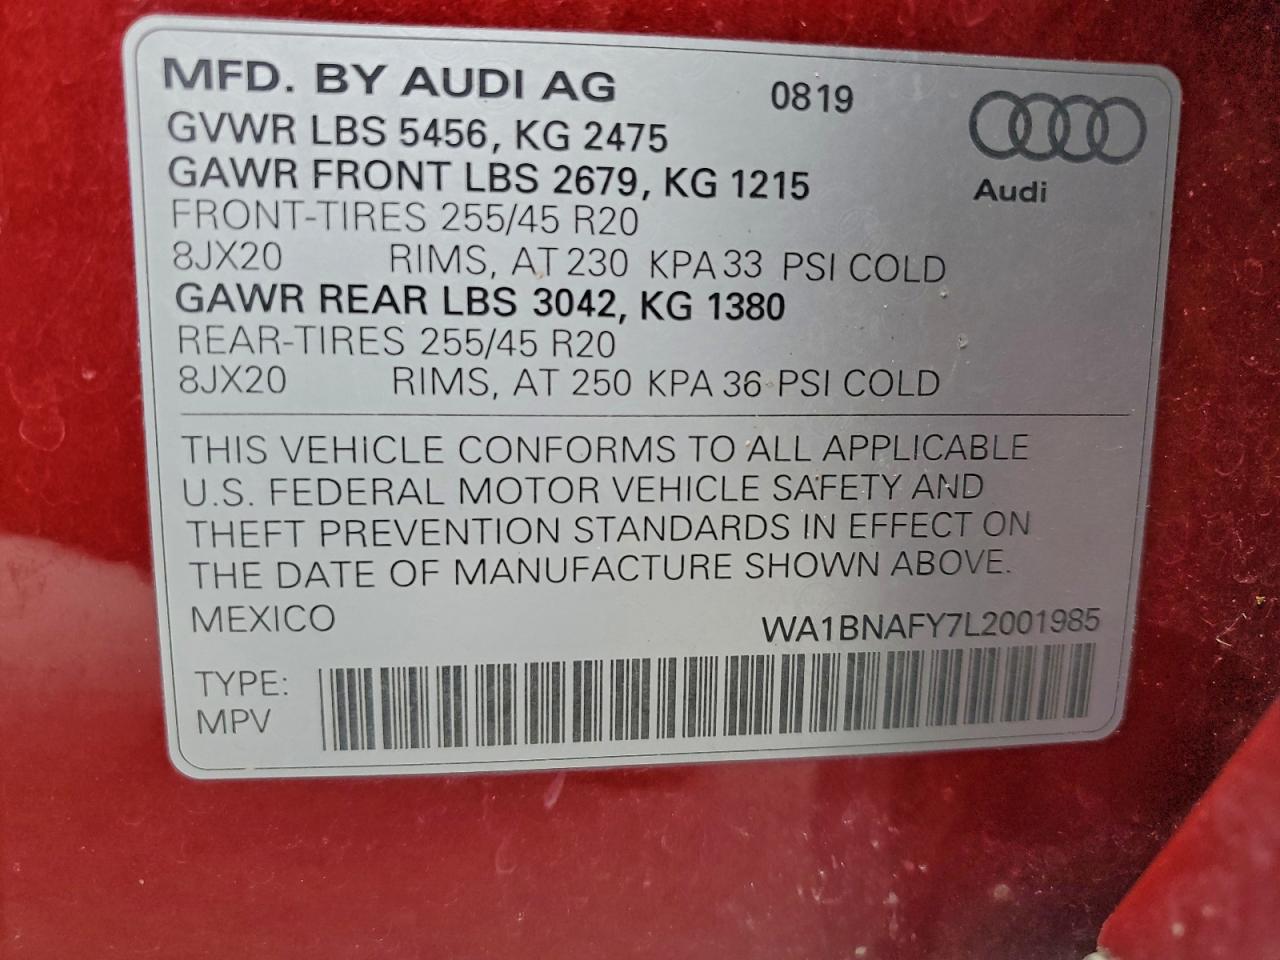 MFD. BY AUDI AG 0819
GVWR LBS 5456, KG 2475
GAWR FRONT LBS 2679, KG 1215
Audi
FRONT-TIRES 255/45 R20
8JX20 RIMS, AT 230 KPA 33 PSI COLD
GAWR REAR LBS 3042, KG 1380
REAR-TIRES 255/45 R20
8JX20 RIMS, AT 250 KPA 36 PSI COLD
THIS VEHICLE CONFORMS TO ALL APPLICABLE
U.S. FEDERAL MOTOR VEHICLE SAFETY AND
THEFT PREVENTION STANDARDS IN EFFECT ON
THE DATE OF MANUFACTURE SHOWN ABOVE.
MEXICO WA1BNAFY7L2001985
TYPE:
MPV